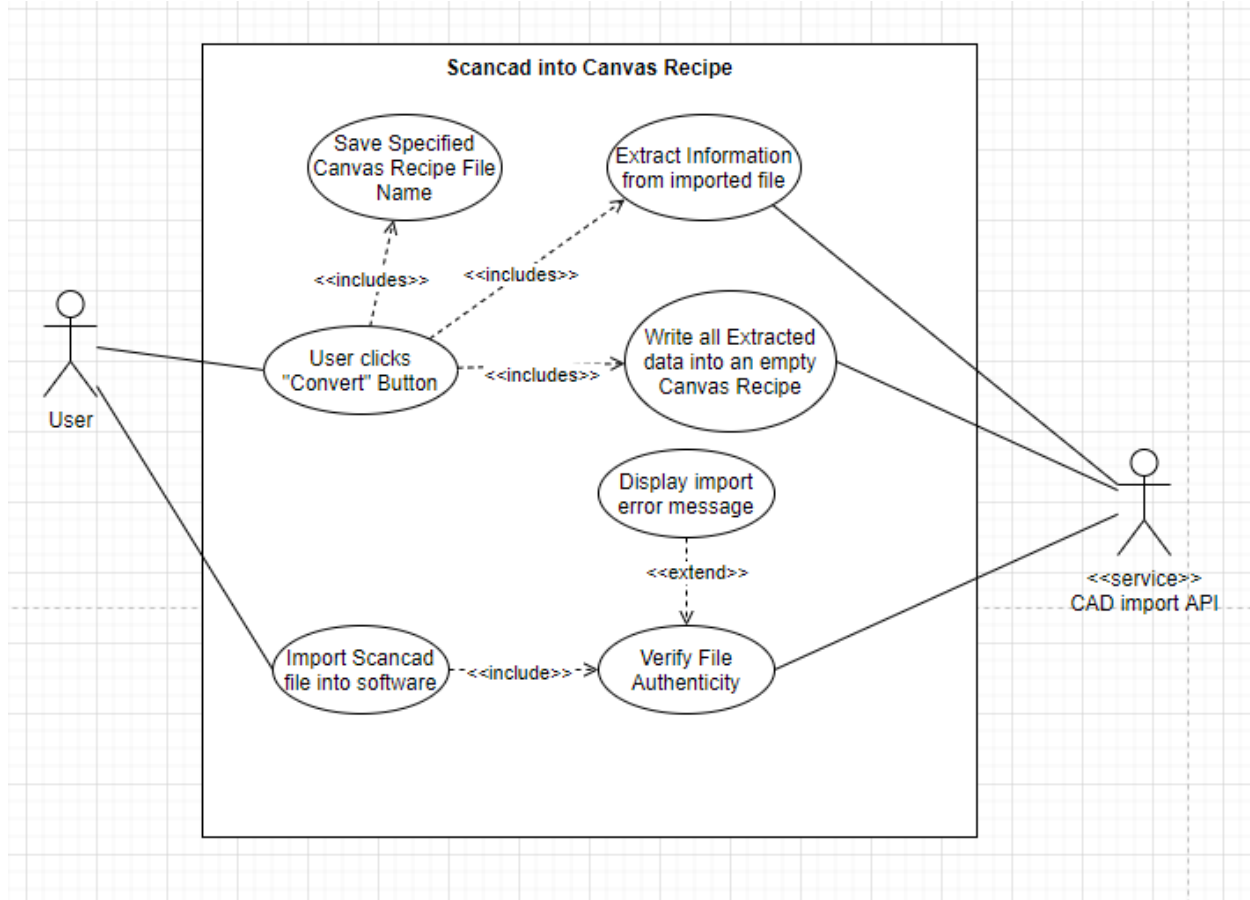 Scancad into Canvas Recipe
Save Specified
Canvas Recipe File
Name
Extract Information
from imported file
<<includes>>
<<includes>>
User clicks
"Convert" Button
<<includes>>
Write all Extracted
data into an empty
Canvas Recipe
User
Display import
error message
<<extend>>
<<service>>
CAD import API
Import Scancad
file into software
<<include>>
Verify File
Authenticity